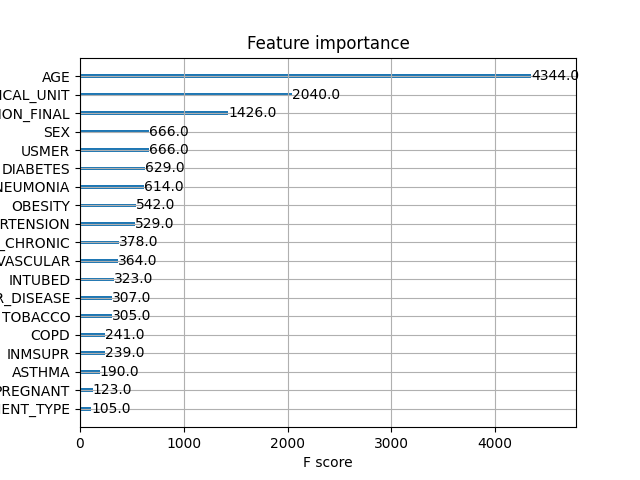 Feature importance
AGE 4344.0
ICAL_UNIT 2040.0
ION_FINAL 1426.0
SEX 666.0
USMER 666.0
DIABETES 629.0
NEUMONIA 614.0
OBESITY 542.0
RTENSION 529.0
_CHRONIC 378.0
VASCULAR 364.0
INTUBED 323.0
R_DISEASE 307.0
TOBACCO 305.0
COPD 241.0
INMSUPR 239.0
ASTHMA 190.0
PREGNANT 123.0
ENT_TYPE 105.0
0 1000 2000 3000 4000
F score